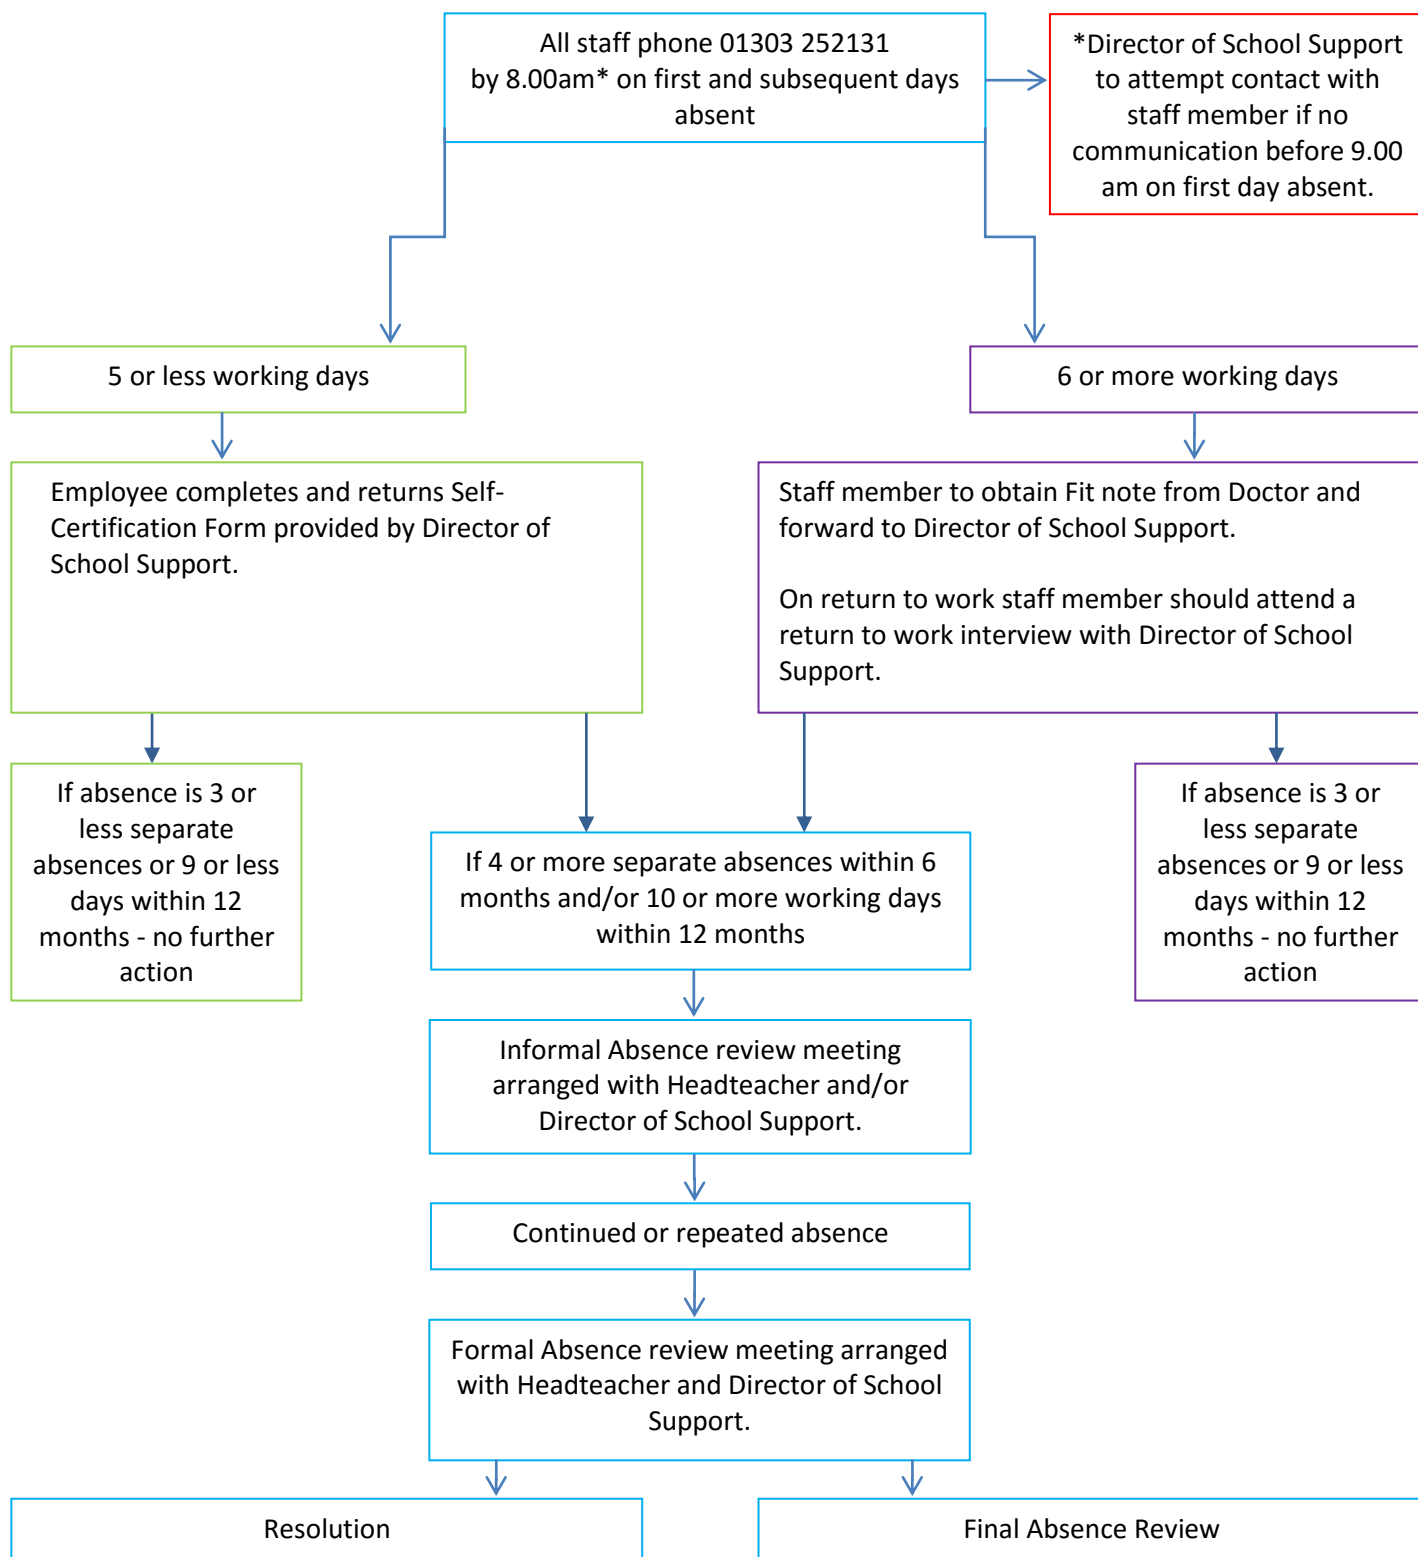 All staff phone 01303 252131
by 8.00am* on first and subsequent days
absent
*Director of School Support
to attempt contact with
staff member if no
communication before 9.00
am on first day absent.
5 or less working days
6 or more working days
Employee completes and returns Self-
Certification Form provided by Director of
School Support.
Staff member to obtain Fit note from Doctor and
forward to Director of School Support.
On return to work staff member should attend a
return to work interview with Director of School
Support.
If absence is 3 or
less separate
absences or 9 or less
days within 12
months - no further
action
If 4 or more separate absences within 6
months and/or 10 or more working days
within 12 months
If absence is 3 or
less separate
absences or 9 or less
days within 12
months - no further
action
Informal Absence review meeting
arranged with Headteacher and/or
Director of School Support.
Continued or repeated absence
Formal Absence review meeting arranged
with Headteacher and Director of School
Support.
Resolution
Final Absence Review